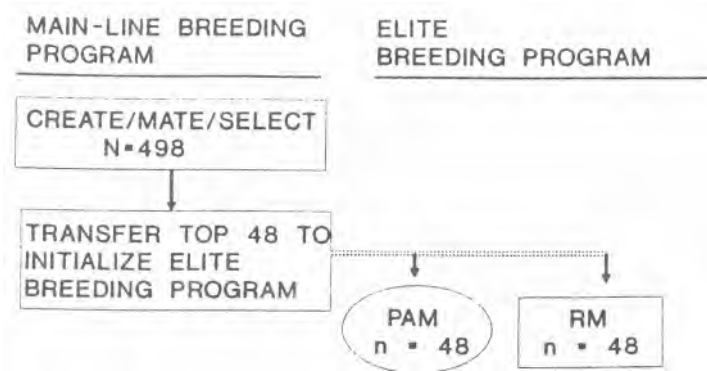 MAIN-LINE BREEDING
PROGRAM
ELITE
BREEDING PROGRAM
CREATE/MATE/SELECT
N=498
TRANSFER TOP 48 TO
INITIALIZE ELITE
BREEDING PROGRAM
PAM
n = 48
RM
n = 48